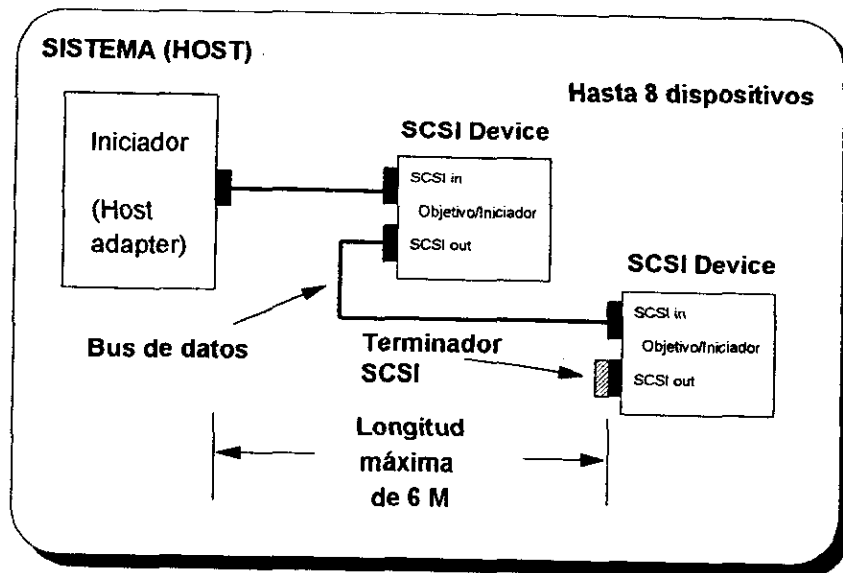 SISTEMA (HOST)
Hasta 8 dispositivos
Iniciador
(Host
adapter)
SCSI Device
SCSI in
Objetivo/Iniciador
SCSI out
SCSI Device
SCSI in
Objetivo/Iniciador
SCSI out
Bus de datos
Terminador
SCSI
Longitud
máxima
de 6 M